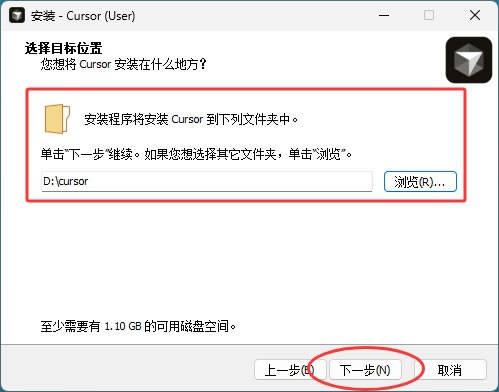 安装 - Cursor (User)
选择目标位置
您想将 Cursor 安装在什么地方？
安装程序将安装 Cursor 到下列文件夹中。
单击“下一步”继续。如果您想选择其它文件夹，单击“浏览”。
D:\cursor
浏览(R)...
至少需要有 1.10 GB 的可用磁盘空间。
上一步(B)
下一步(N)
取消